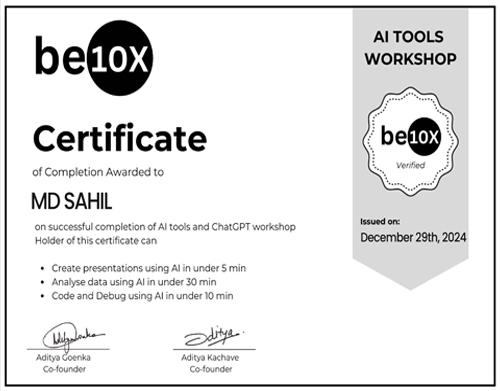 be10X
Certificate
of Completion Awarded to
MD SAHIL
on successful completion of AI tools and ChatGPT workshop
Holder of this certificate can
• Create presentations using AI in under 5 min
• Analyse data using AI in under 30 min
• Code and Debug using AI in under 10 min
Aditya Goenka
Co-founder
Aditya
Aditya Kachave
Co-founder
AI TOOLS
WORKSHOP
be10X
Verified
Issued on:
December 29th, 2024